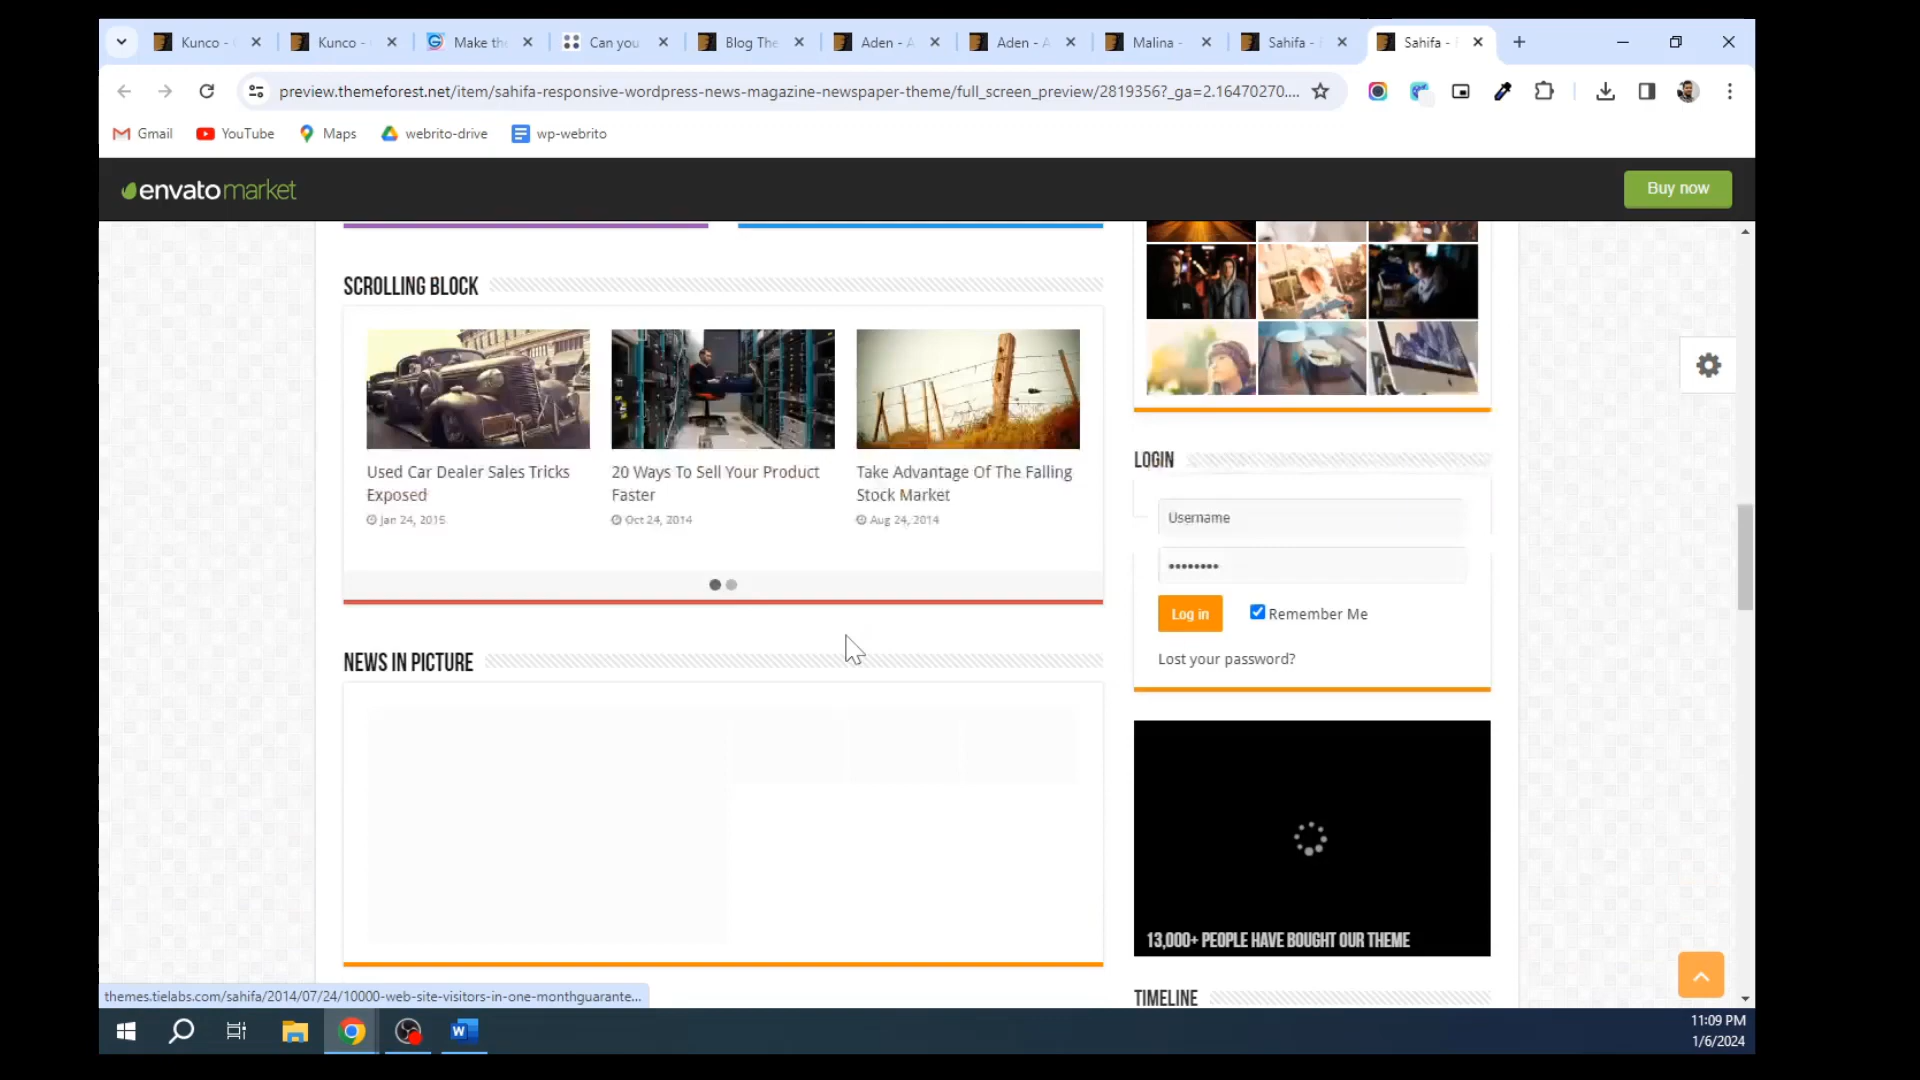 Kunco -
Kunco -
Make the
Can you
Blog The
Aden - A
Aden - A
Malina -
Sahifa -
Sahifa -
preview.themeforest.net/item/sahifa-responsive-wordpress-news-magazine-newspaper-theme/full_screen_preview/2819356?_ga=2.16470270....
Gmail
YouTube
Maps
webrito-drive
wp-webrito
envatomarket
Buy now
SCROLLING BLOCK
Used Car Dealer Sales Tricks
Exposed
Jan 24, 2015
20 Ways To Sell Your Product
Faster
Oct 24, 2014
Take Advantage Of The Falling
Stock Market
Aug 24, 2014
LOGIN
Username
••••••••
Log in
Remember Me
Lost your password?
NEWS IN PICTURE
13,000+ PEOPLE HAVE BOUGHT OUR THEME
TIMELINE
themes.tielabs.com/sahifa/2014/07/24/10000-web-site-visitors-in-one-monthguarante...
11:09 PM
1/6/2024